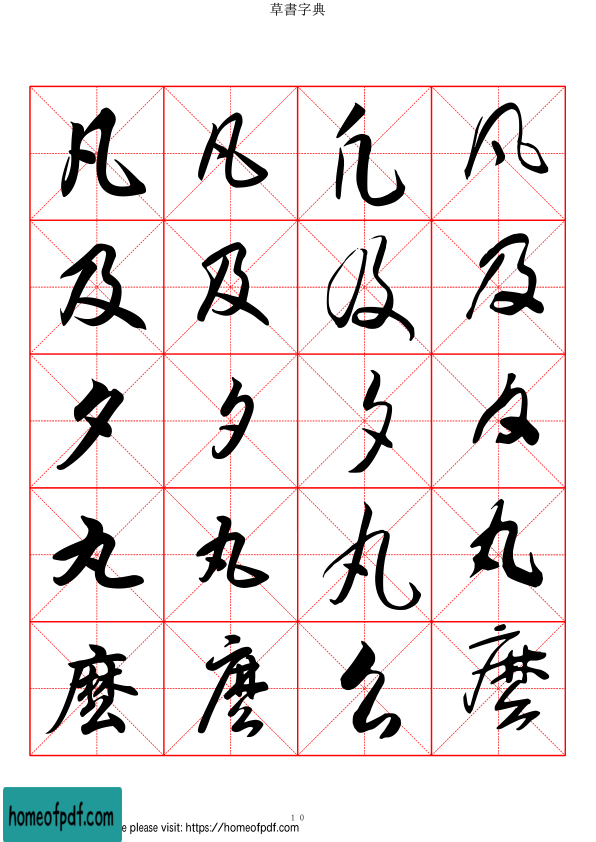 草書字典
凡 凡 凡 凡
及 及 及 及
夕 夕 夕 夕
丸 丸 丸 丸
麼 麼 么 麼
10
homeofpdf.com
e please visit: https://homeofpdf.com